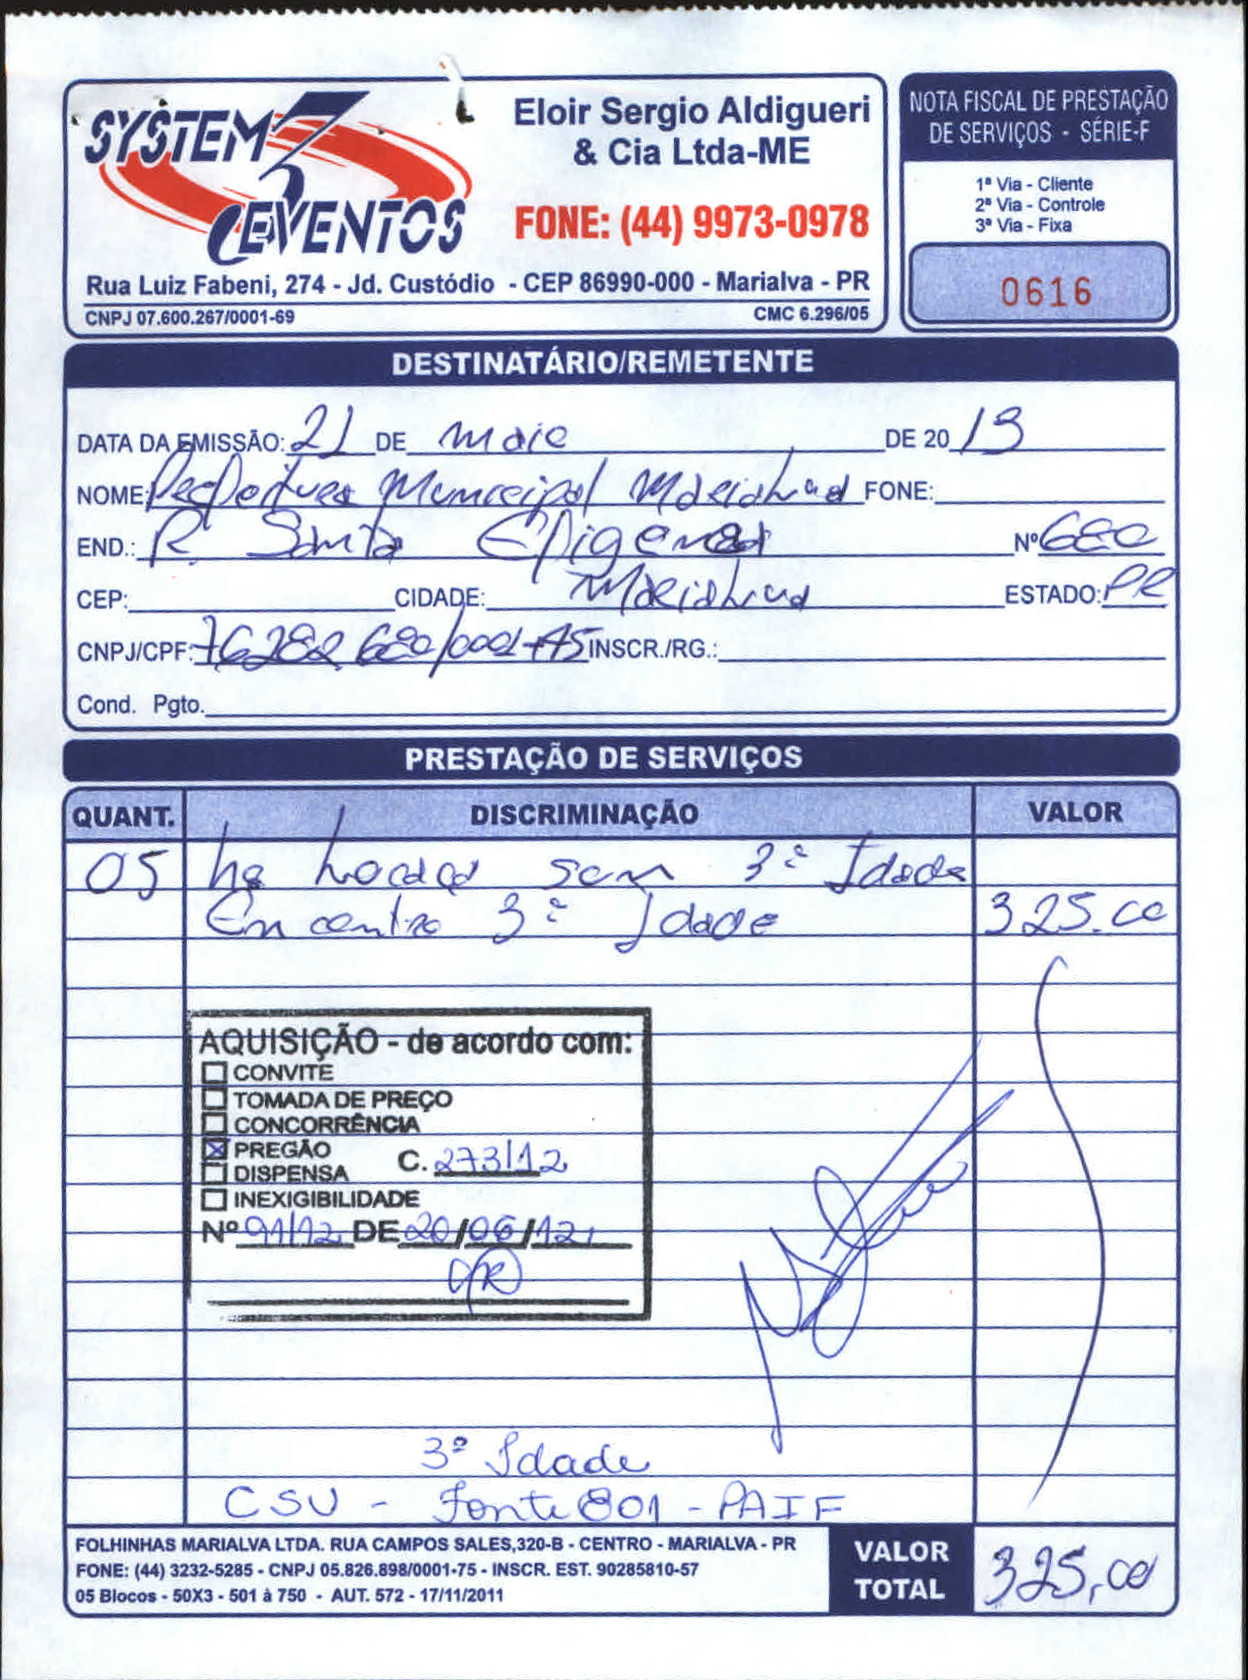 SYSTEM 3 EVENTOS
Eloir Sergio Aldigueri
& Cia Ltda-ME
FONE: (44) 9973-0978
Rua Luiz Fabeni, 274 - Jd. Custódio - CEP 86990-000 - Marialva - PR
CNPJ 07.600.267/0001-69 CMC 6.296/05
NOTA FISCAL DE PRESTAÇÃO
DE SERVIÇOS - SÉRIE-F
1ª Via - Cliente
2ª Via - Controle
3ª Via - Fixa
0616
DESTINATÁRIO/REMETENTE
DATA DA EMISSÃO: 21 DE maio DE 20 13
NOME: Municipal FONE:
END.: R. Santa Efigenea Nº 680
CEP: CIDADE: Marialva ESTADO: PR
CNPJ/CPF: 76282680/0001-45 INSCR./RG.:
Cond. Pgto.
PRESTAÇÃO DE SERVIÇOS
QUANT. DISCRIMINAÇÃO VALOR
05 hs som 3ª Idade
Encontro 3ª Idade 325.00
AQUISIÇÃO - de acordo com:
CONVITE
TOMADA DE PREÇO
CONCORRÊNCIA
PREGÃO
DISPENSA C. 273/12
INEXIGIBILIDADE
Nº 91/12 DE 20/06/12
3ª Idade
CSU - Fonte 801 - PAIF
FOLHINHAS MARIALVA LTDA. RUA CAMPOS SALES,320-B - CENTRO - MARIALVA - PR
FONE: (44) 3232-5285 - CNPJ 05.826.898/0001-75 - INSCR. EST. 90285810-57
05 Blocos - 50X3 - 501 à 750 - AUT. 572 - 17/11/2011
VALOR TOTAL 325,00